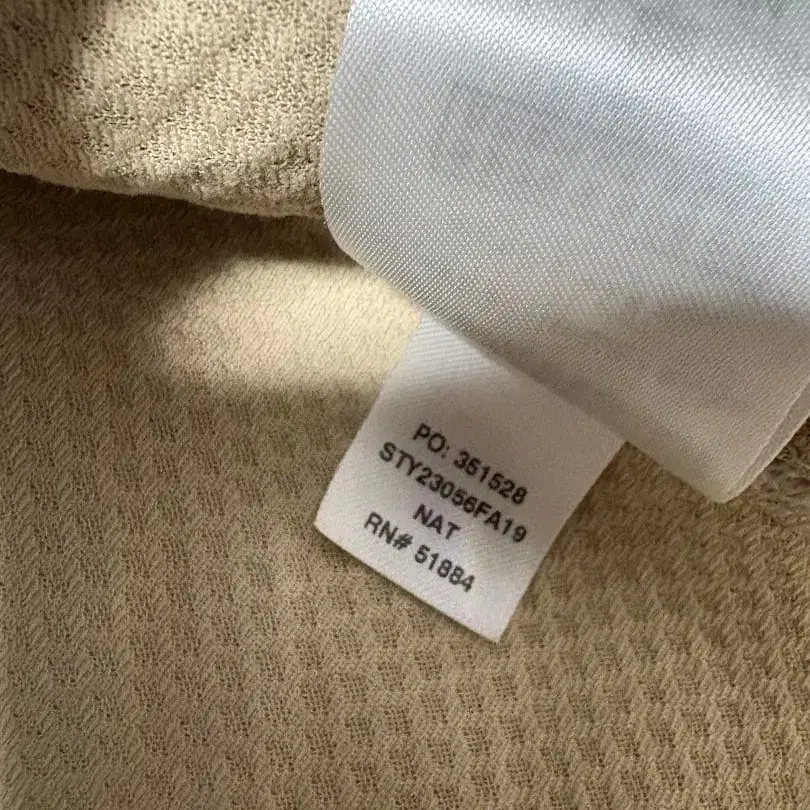 PO: 351528
STY23056FA19
NAT
RN# 51884